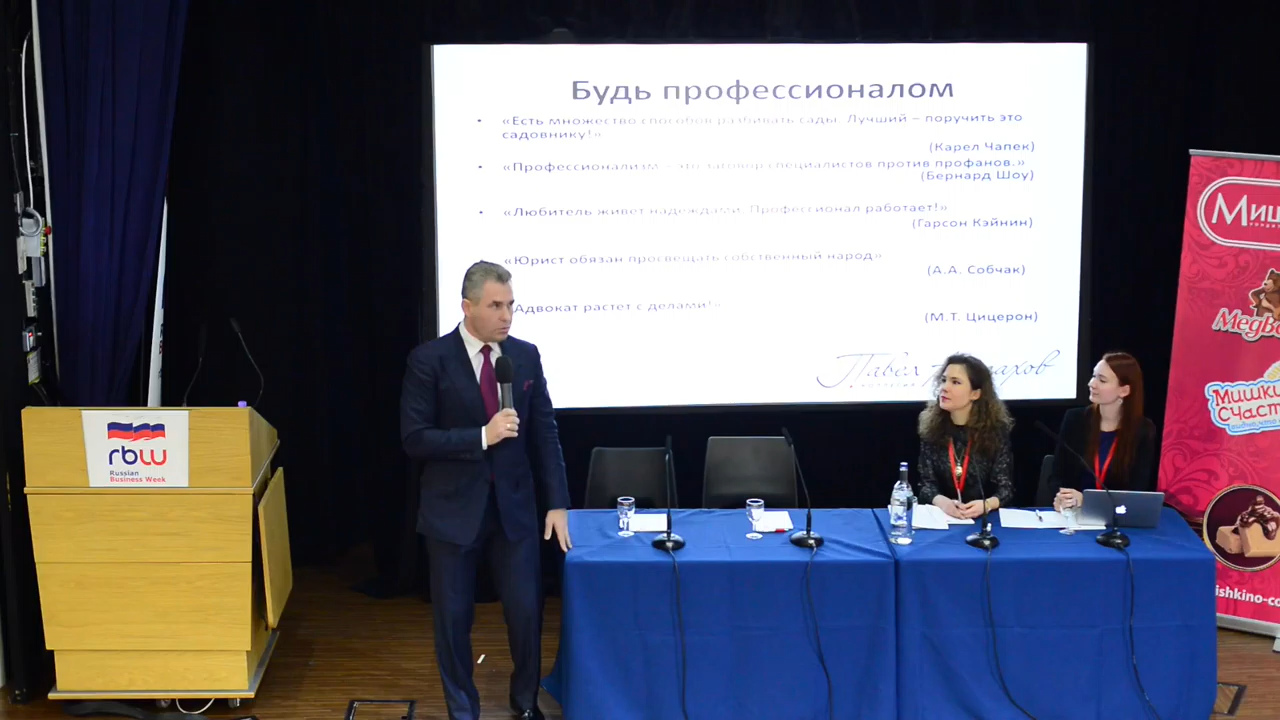 Будь профессионалом
• «Есть множество способов разбивать сады. Лучший – поручить это
садовнику!»
(Карел Чапек)
• «Профессионализм – это заговор специалистов против профанов.»
(Бернард Шоу)
• «Любитель живет надеждами. Профессионал работает!»
(Гарсон Кэйнин)
«Юрист обязан просвещать собственный народ»
(А.А. Собчак)
Адвокат растет с делами!»
(М.Т. Цицерон)
Павел
rbw
Russian
Business Week
Миш
Медв
Мишки
Счаст
ishkino-co